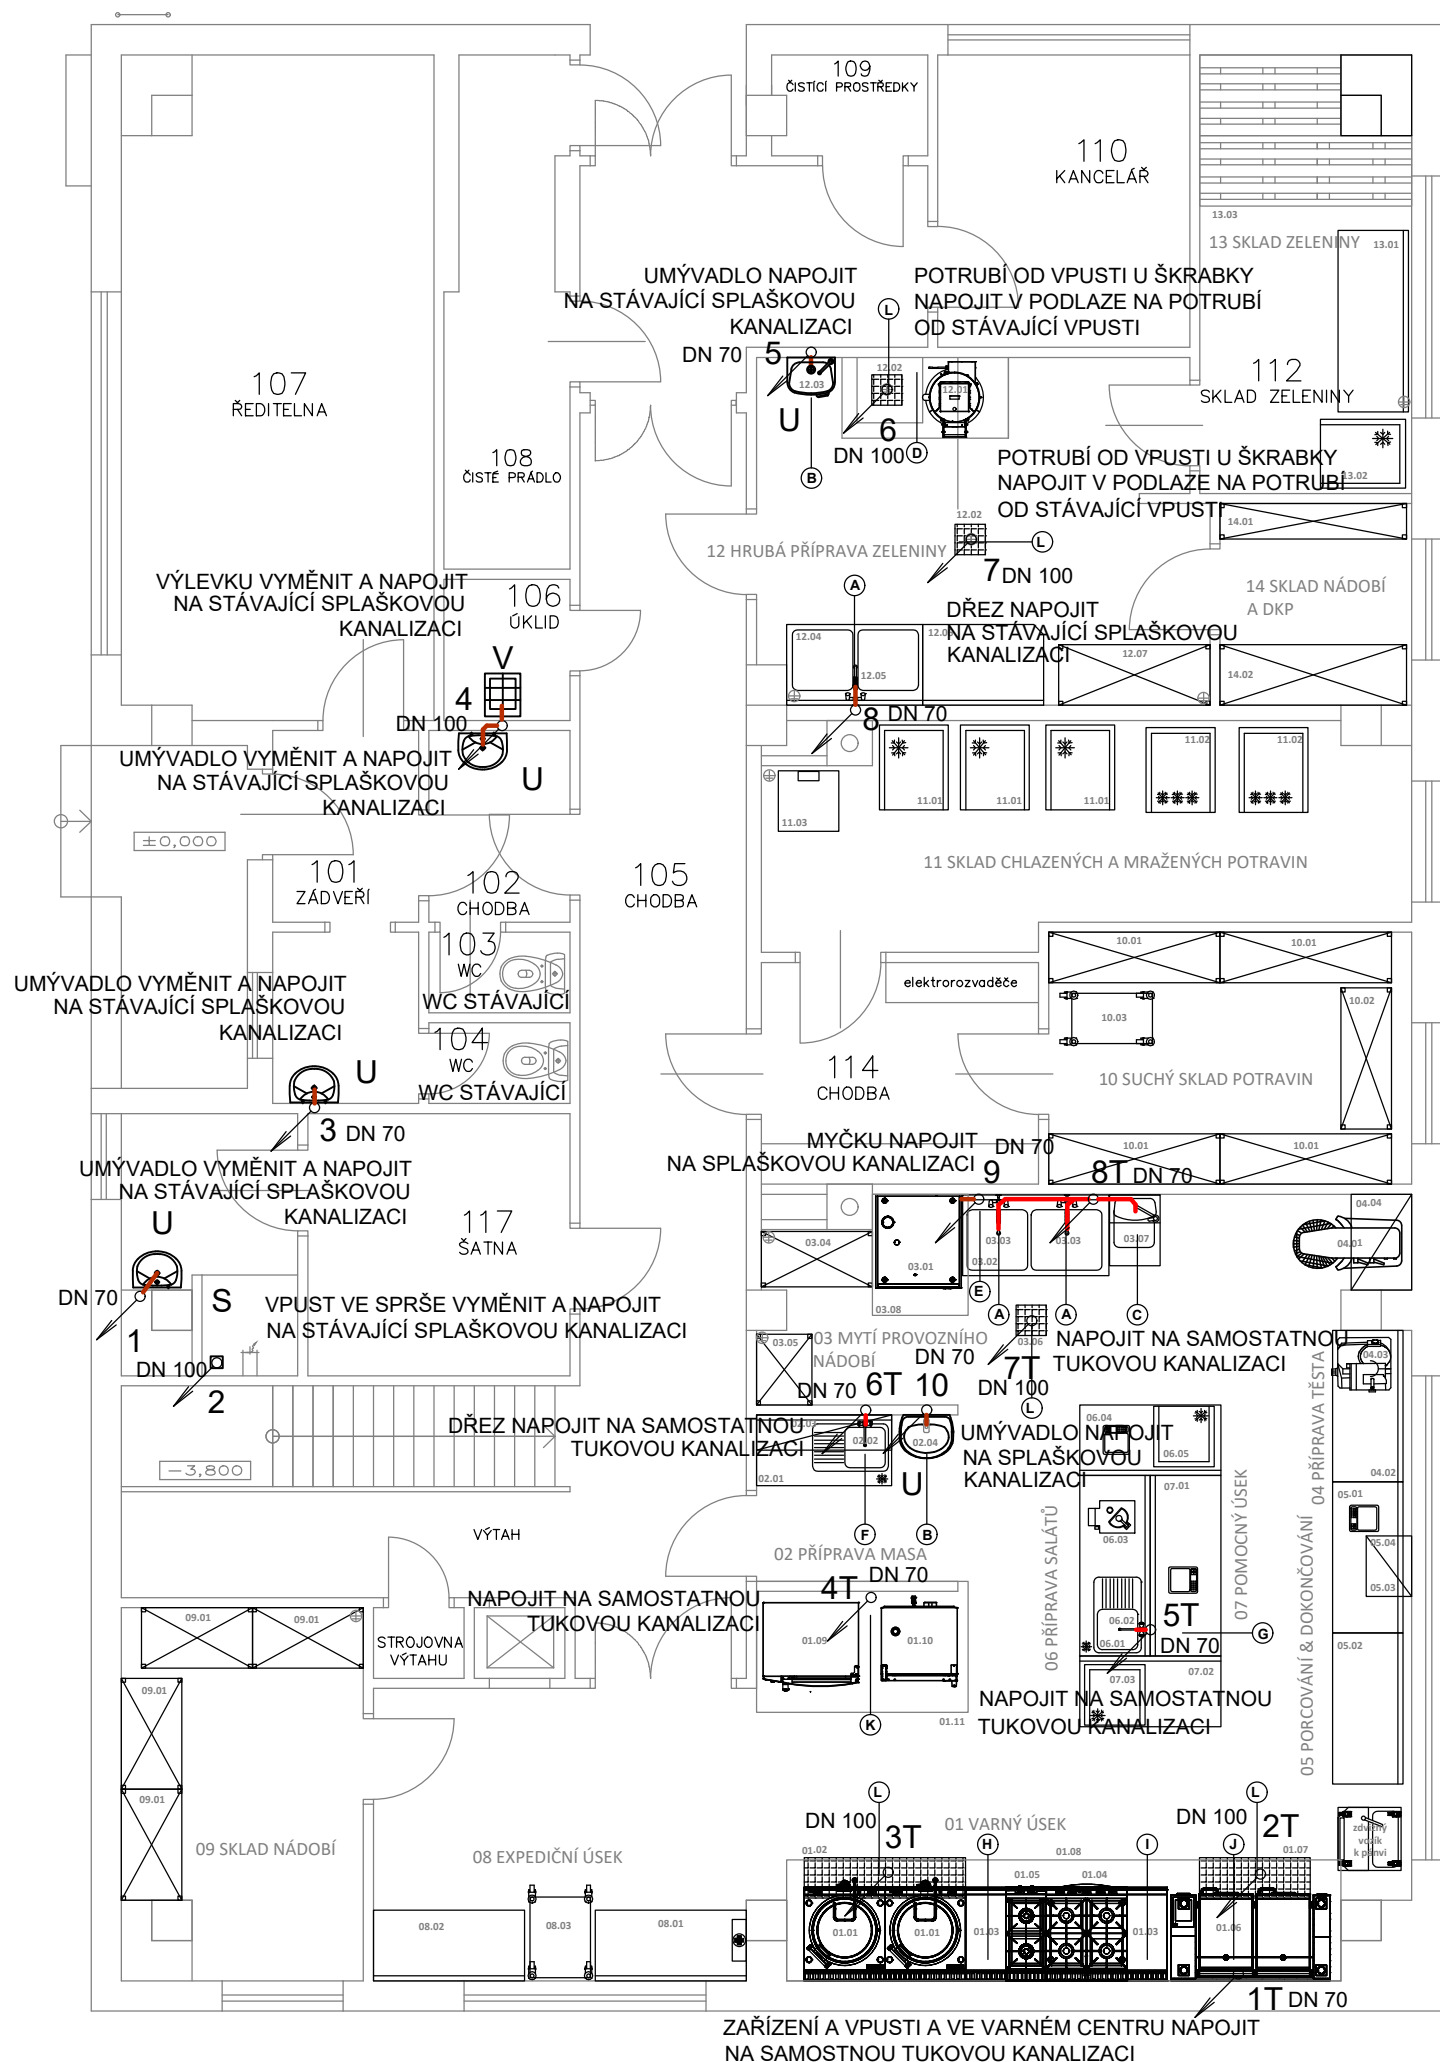 109
ČISTÍCÍ PROSTŘEDKY
110
KANCELÁŘ
13.03
13 SKLAD ZELENINY
13.01
UMÝVADLO NAPOJIT
NA STÁVAJÍCÍ SPLAŠKOVOU
KANALIZACI
POTRUBÍ OD VPUSTI U ŠKRABKY
NAPOJIT V PODLAZE NA POTRUBÍ
OD STÁVAJÍCÍ VPUSTI
L
DN 70
5
107
ŘEDITELNA
12.03
12.02
12.01
112
SKLAD ZELENINY
U
6
DN 100
D
B
108
ČISTÉ PRÁDLO
POTRUBÍ OD VPUSTI U ŠKRABKY
NAPOJIT V PODLAZE NA POTRUBÍ
OD STÁVAJÍCÍ VPUSTI
13.02
12.02
14.01
12 HRUBÁ PŘÍPRAVA ZELENINY
L
7 DN 100
VÝLEVKU VYMĚNIT A NAPOJIT
NA STÁVAJÍCÍ SPLAŠKOVOU
KANALIZACI
106
ÚKLID
A
14 SKLAD NÁDOBÍ
A DKP
DŘEZ NAPOJIT
NA STÁVAJÍCÍ SPLAŠKOVOU
KANALIZACI
12.04
12.05
12.07
14.02
V
4
DN 100
8 DN 70
UMÝVADLO VYMĚNIT A NAPOJIT
NA STÁVAJÍCÍ SPLAŠKOVOU
KANALIZACI
U
11.02
11.02
11.01
11.01
11.01
11.03
±0,000
101
ZÁDVEŘÍ
102
CHODBA
105
CHODBA
11 SKLAD CHLAZENÝCH A MRAŽENÝCH POTRAVIN
103
WC
WC STÁVAJÍCÍ
10.01
10.01
elektrorozvaděče
UMÝVADLO VYMĚNIT A NAPOJIT
NA STÁVAJÍCÍ SPLAŠKOVOU
KANALIZACI
10.02
10.03
104
WC
WC STÁVAJÍCÍ
U
114
CHODBA
10 SUCHÝ SKLAD POTRAVIN
3 DN 70
MYČKU NAPOJIT
NA SPLAŠKOVOU KANALIZACI
DN 70
9
10.01
10.01
8T DN 70
UMÝVADLO VYMĚNIT A NAPOJIT
NA STÁVAJÍCÍ SPLAŠKOVOU
KANALIZACI
U
117
ŠATNA
03.04
03.01
03.02
03.03
03.03
03.07
04.04
04.01
E
A
A
C
DN 70
1
S
VPUST VE SPRŠE VYMĚNIT A NAPOJIT
NA STÁVAJÍCÍ SPLAŠKOVOU KANALIZACI
03.08
03 MYTÍ PROVOZNÍHO
NÁDOBÍ
03.05
03.06
NAPOJIT NA SAMOSTATNOU
TUKOVOU KANALIZACI
04.03
DN 100
2
DN 70
6T
DN 70
10
7T
DN 100
L
04 PŘÍPRAVA TĚSTA
DŘEZ NAPOJIT NA SAMOSTATNOU
TUKOVOU KANALIZACI
02.03
02.02
02.04
02.01
U
UMÝVADLO NAPOJIT
NA SPLAŠKOVOU
KANALIZACI
06.04
06.05
04.02
-3,800
F
B
07.01
05.01
VÝTAH
02 PŘÍPRAVA MASA
06 PŘÍPRAVA SALÁTŮ
06.03
07 POMOCNÝ ÚSEK
05 PORCOVÁNÍ & DOKONČOVÁNÍ
05.04
05.03
NAPOJIT NA SAMOSTATNOU
TUKOVOU KANALIZACI
4T
DN 70
06.02
06.01
5T
DN 70
G
09.01
09.01
STROJOVNA
VÝTAHU
01.09
01.10
05.02
07.02
07.03
09.01
NAPOJIT NA SAMOSTATNOU
TUKOVOU KANALIZACI
K
01.11
09.01
L
L
DN 100
3T
01 VARNÝ ÚSEK
DN 100
2T
zdvižný
vozík
k pánvi
09 SKLAD NÁDOBÍ
08 EXPEDIČNÍ ÚSEK
01.02
H
01.08
I
J
01.07
01.05
01.04
08.02
08.03
08.01
01.01
01.01
01.03
01.03
01.06
1T DN 70
ZAŘÍZENÍ A VPUSTI A VE VARNÉM CENTRU NAPOJIT
NA SAMOSTNOU TUKOVOU KANALIZACI